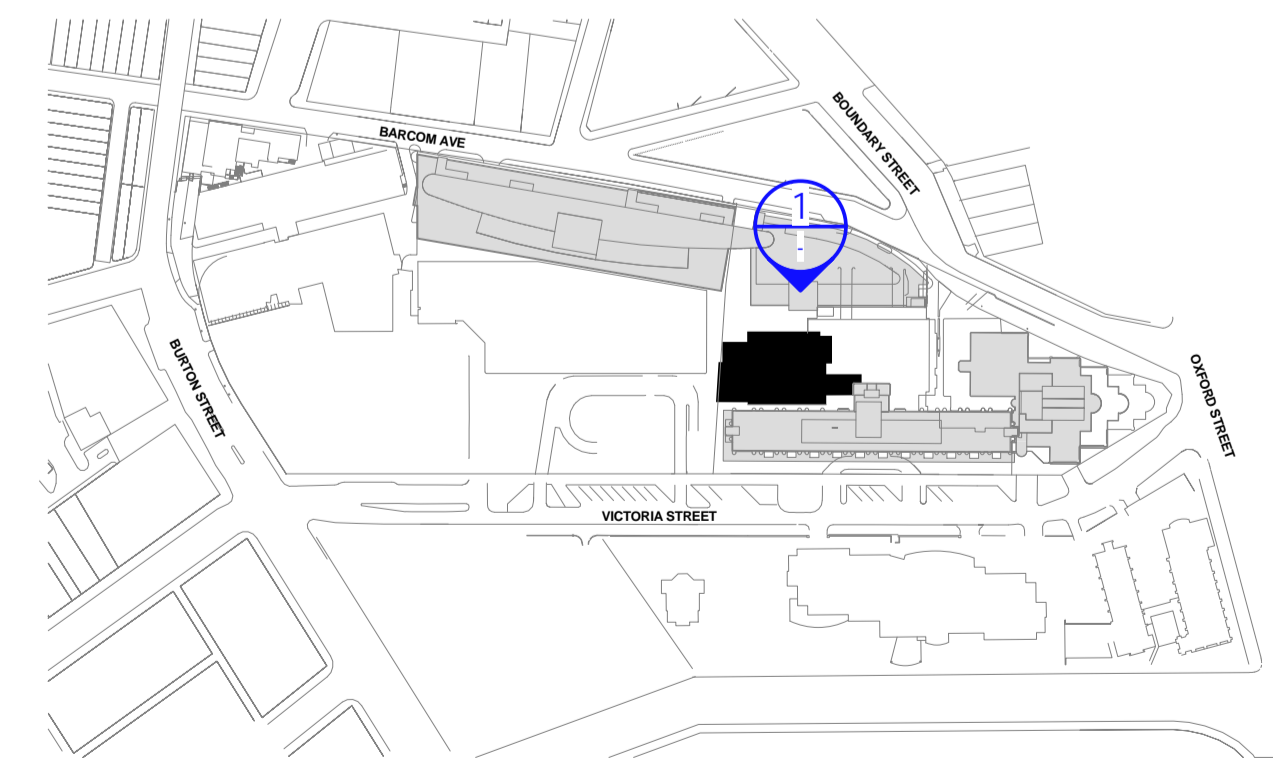 BARCOM AVE
BOUNDARY STREET
1
-
BURTON STREET
OXFORD STREET
VICTORIA STREET